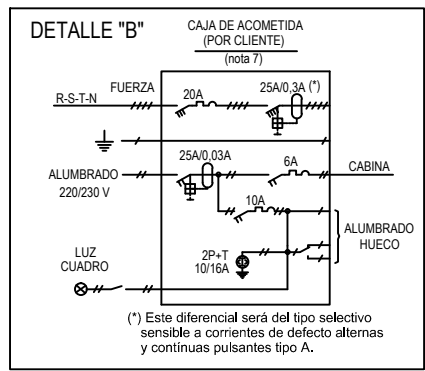 DETALLE "B"
CAJA DE ACOMETIDA
(POR CLIENTE)
(nota 7)
FUERZA
R-S-T-N
20A
25A/0,3A (*)
25A/0,03A
6A
ALUMBRADO
220/230 V
CABINA
10A
ALUMBRADO
HUECO
2P+T
10/16A
LUZ
CUADRO
(*) Este diferencial será del tipo selectivo
sensible a corrientes de defecto alternas
y contínuas pulsantes tipo A.